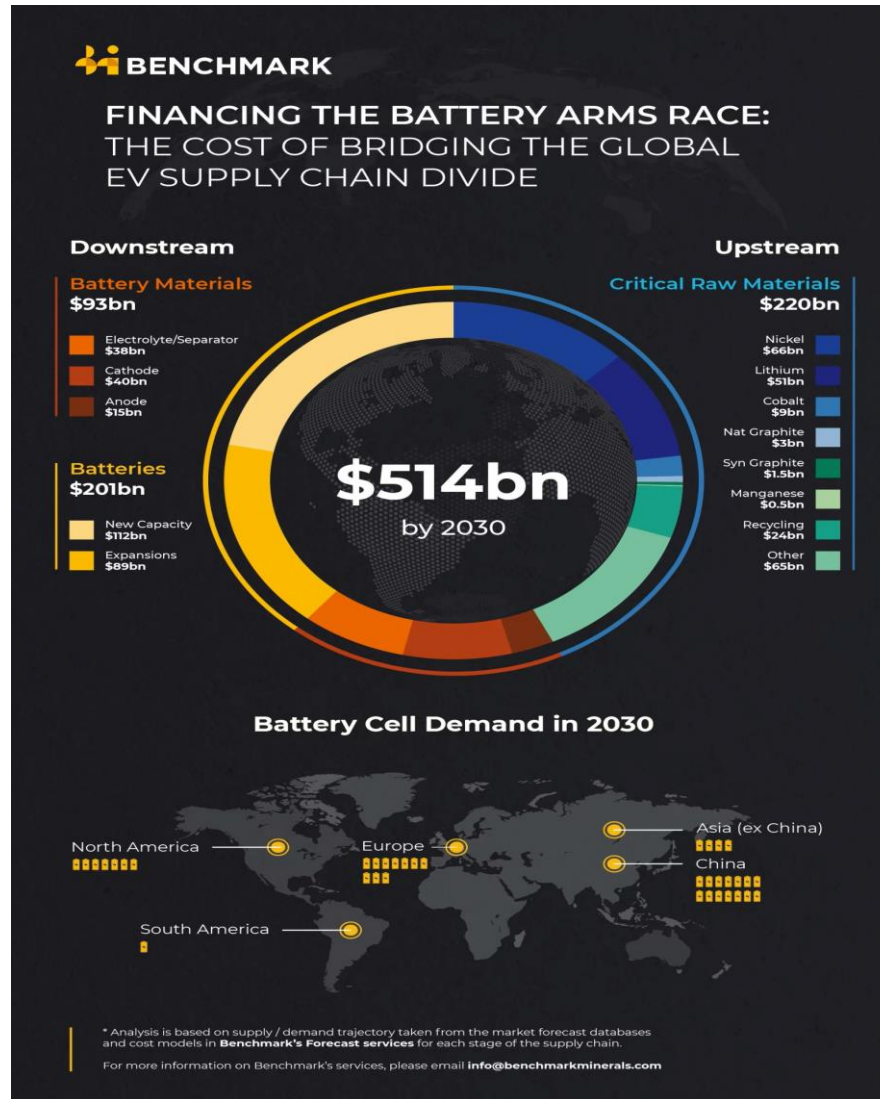 BENCHMARK
FINANCING THE BATTERY ARMS RACE:
THE COST OF BRIDGING THE GLOBAL
EV SUPPLY CHAIN DIVIDE
Downstream
Battery Materials
$93bn
Electrolyte/Separator
$38bn
Cathode
$40bn
Anode
$15bn
Batteries
$201bn
New Capacity
$112bn
Expansions
$89bn
$514bn
by 2030
Upstream
Critical Raw Materials
$220bn
Nickel
$66bn
Lithium
$51bn
Cobalt
$9bn
Nat Graphite
$3bn
Syn Graphite
$1.5bn
Manganese
$0.5bn
Recycling
$24bn
Other
$65bn
Battery Cell Demand in 2030
North America
Europe
Asia (ex China)
China
South America
* Analysis is based on supply / demand trajectory taken from the market forecast databases
and cost models in Benchmark's Forecast services for each stage of the supply chain.
For more information on Benchmark's services, please email info@benchmarkminerals.com